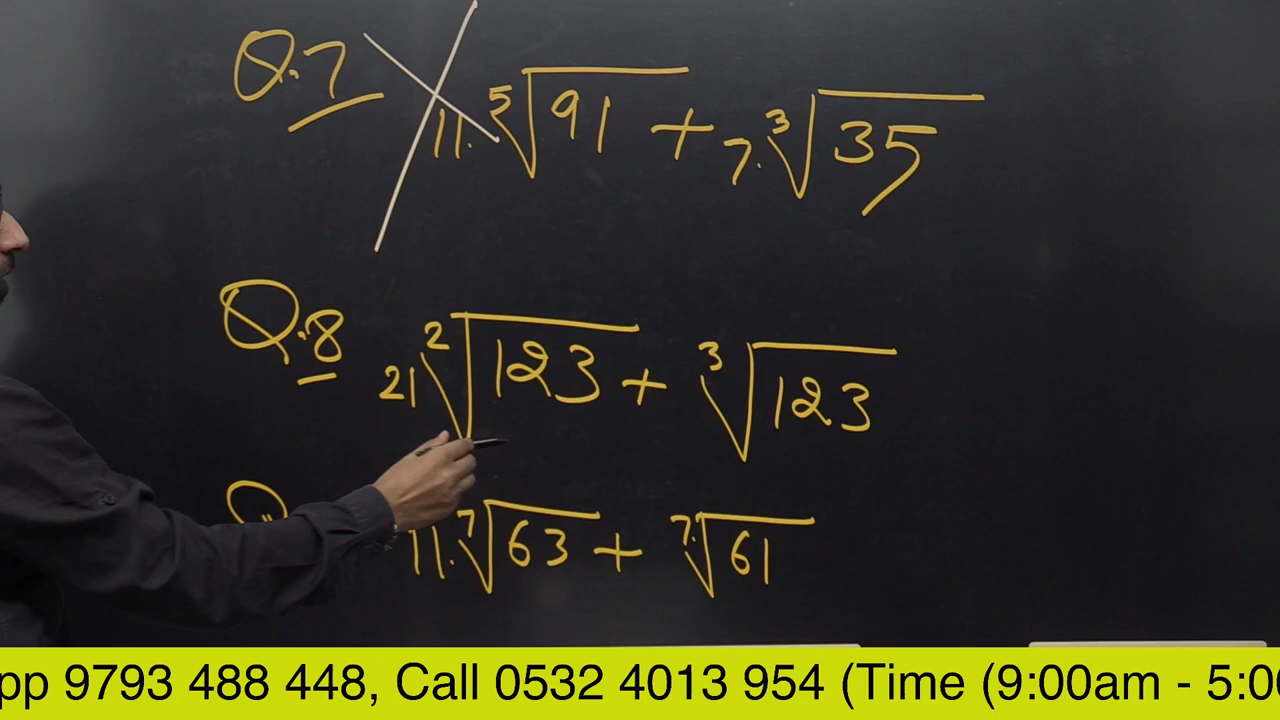 Q.7 11. ⁵√91 + 7. ³√35
Q.8 21 ²√123 + ³√123
11. ⁷√63 + ⁷√61
pp 9793 488 448, Call 0532 4013 954 (Time (9:00am - 5:00